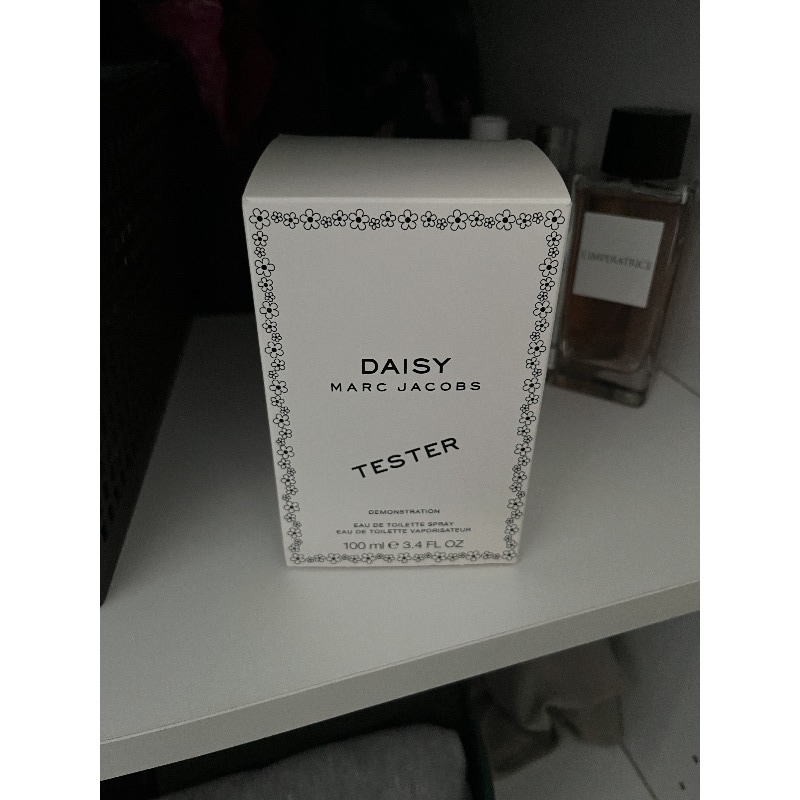 DAISY
MARC JACOBS
TESTER
DEMONSTRATION
EAU DE TOILETTE SPRAY
EAU DE TOILETTE VAPORISATEUR
100 ml ℮ 3.4 FL OZ
L'IMPERATRICE